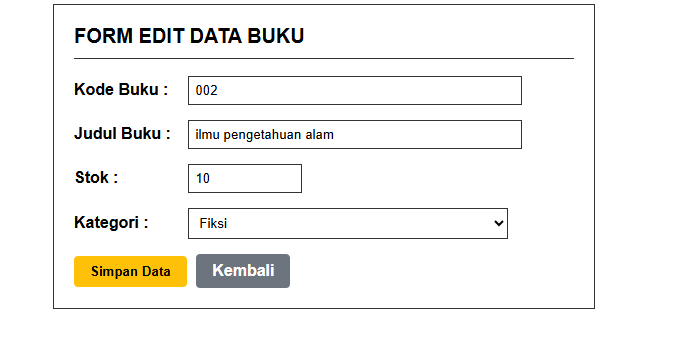 FORM EDIT DATA BUKU
Kode Buku : 002
Judul Buku : ilmu pengetahuan alam
Stok : 10
Kategori : Fiksi
Simpan Data Kembali